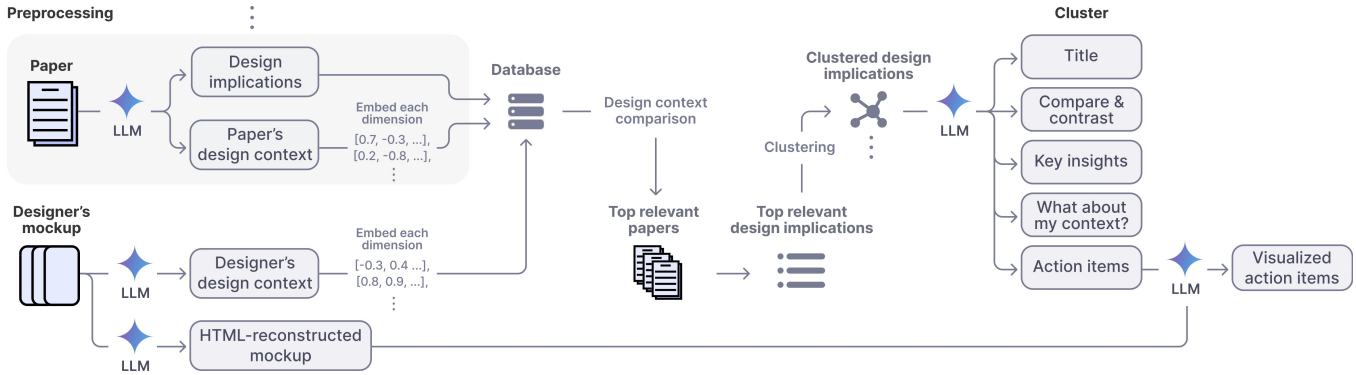 Preprocessing
Paper
LLM
Design
implications
Paper's
design context
Embed each
dimension
[0.7, -0.3, ...],
[0.2, -0.8, ...],
Database
Designer's
mockup
LLM
Designer's
design context
Embed each
dimension
[-0.3, 0.4 ...],
[0.8, 0.9, ...],
LLM
HTML-reconstructed
mockup
Design context
comparison
Top relevant
papers
Top relevant
design implications
Clustering
Clustered design
implications
LLM
Cluster
Title
Compare &
contrast
Key insights
What about
my context?
Action items
LLM
Visualized
action items